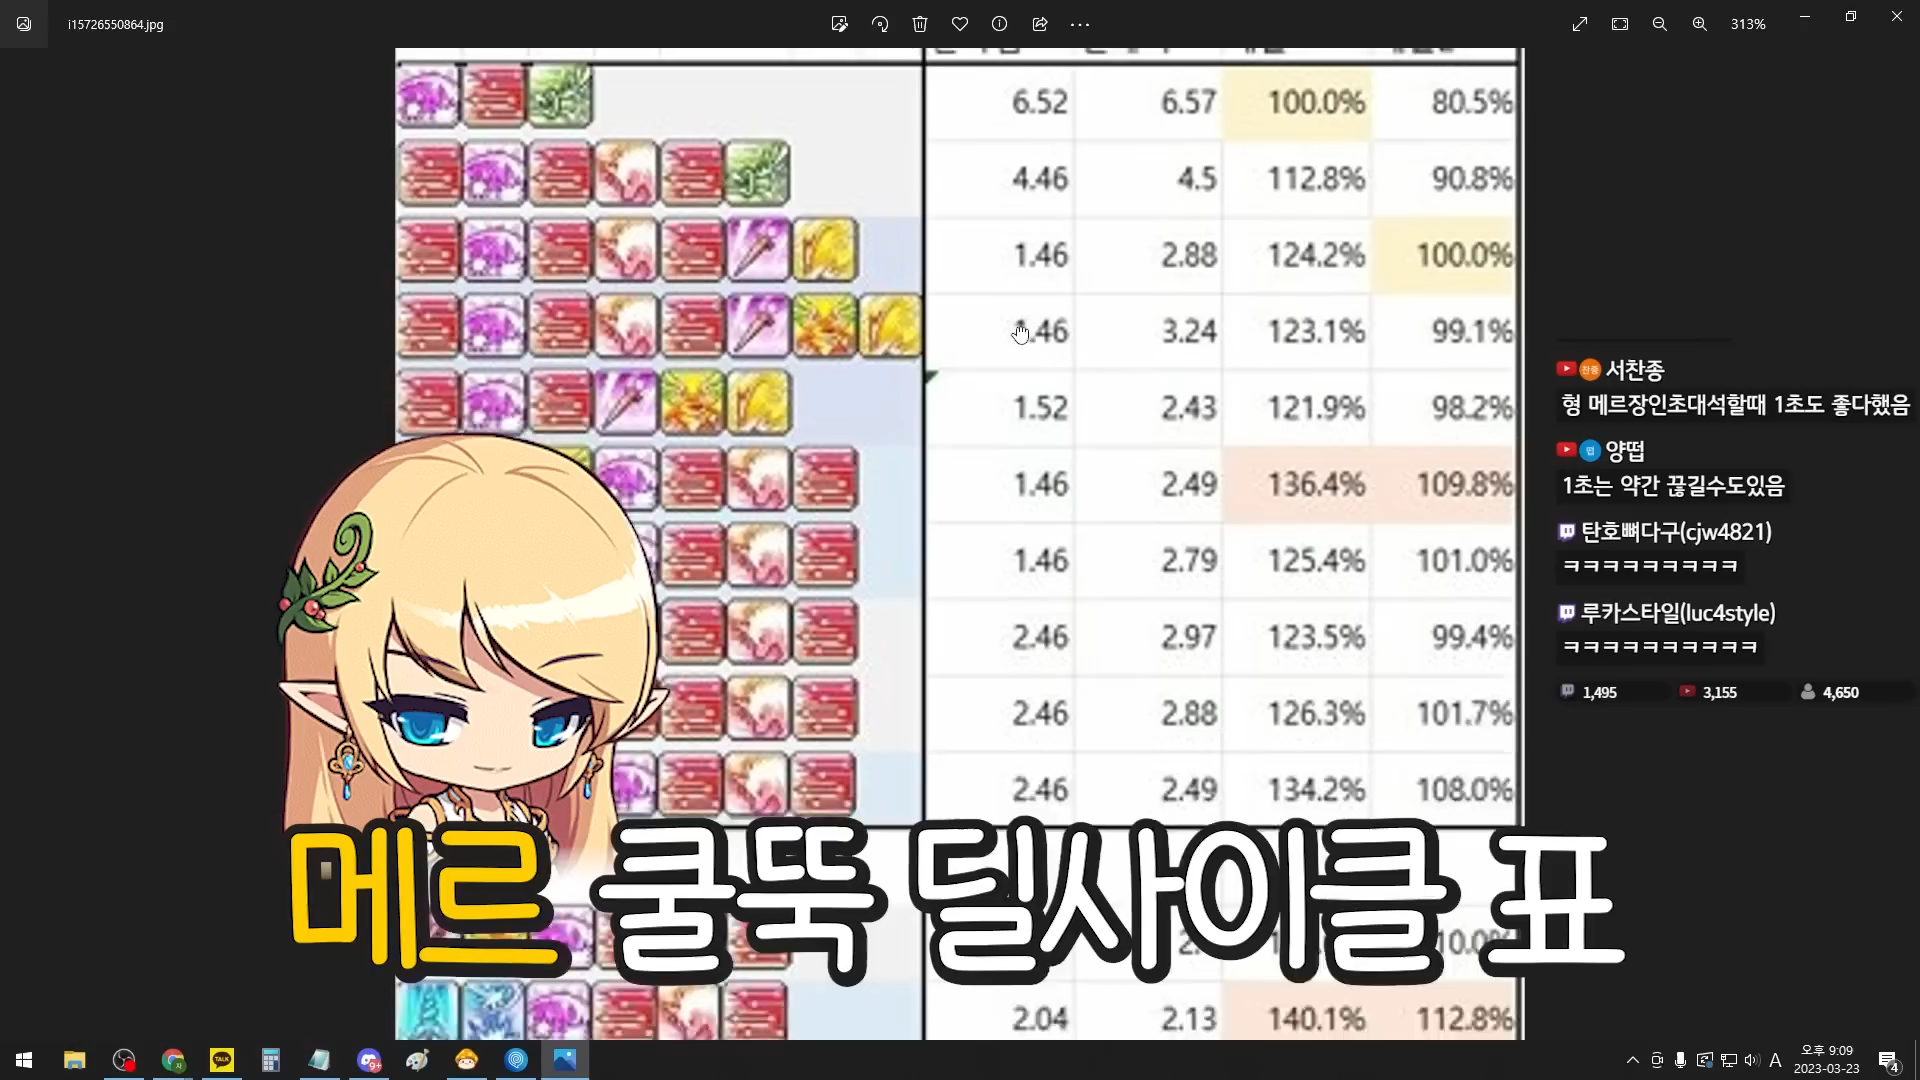 i15726550864.jpg
313%
6.52 6.57 100.0% 80.5%
4.46 4.5 112.8% 90.8%
1.46 2.88 124.2% 100.0%
.46 3.24 123.1% 99.1%
1.52 2.43 121.9% 98.2%
1.46 2.49 136.4% 109.8%
1.46 2.79 125.4% 101.0%
2.46 2.97 123.5% 99.4%
2.46 2.88 126.3% 101.7%
2.46 2.49 134.2% 108.0%
2.04 2.13 140.1% 112.8%
메르 쿨뚝 딜사이클 표
찬종 서찬종
형 메르장인초대석할때 1초도 좋다했음
떱 양떱
1초는 약간 끊길수도있음
탄호뼈다구(cjw4821)
ㅋㅋㅋㅋㅋㅋㅋㅋㅋ
루카스타일(luc4style)
ㅋㅋㅋㅋㅋㅋㅋㅋㅋㅋ
1,495 3,155 4,650
TALK
9+
A
오후 9:09
2023-03-23
4